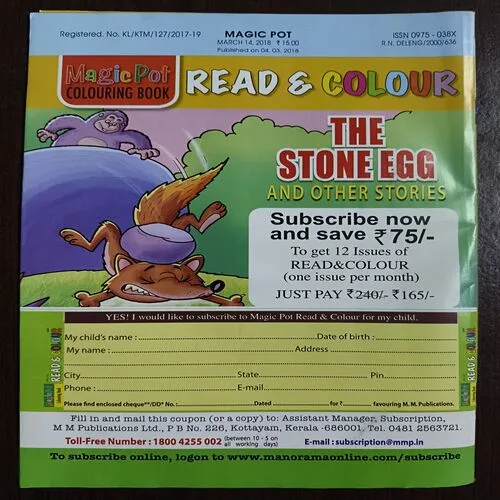 Registered. No. KL/KTM/127/2017-19
MAGIC POT
MARCH 14, 2018 ₹ 15.00
Published on 04. 03. 2018
ISSN 0975 - 038X
R.N. DELENG/2000/636
Magic Pot
COLOURING BOOK
READ & COLOUR
THE
STONE EGG
AND OTHER STORIES
Subscribe now
and save ₹75/-
To get 12 Issues of
READ&COLOUR
(one issue per month)
JUST PAY ₹240/- ₹165/-
YES! I would like to subscribe to Magic Pot Read & Colour for my child.
My child's name : Date of birth :
My name : Address
City State Pin
Phone : E-mail
Please find enclosed cheque**/DD* No.: Dated for ₹ favouring M. M. Publications.
READ & COLOUR
READ & COLOUR
Fill in and mail this coupon (or a copy) to: Assistant Manager, Subscription,
M M Publications Ltd., P B No. 226, Kottayam, Kerala -686001. Tel: 0481 2563721.
Toll-Free Number : 1800 4255 002 (between 10 - 5 on all working days) E-mail : subscription@mmp.in
To subscribe online, logon to www.manoramaonline.com/subscribe